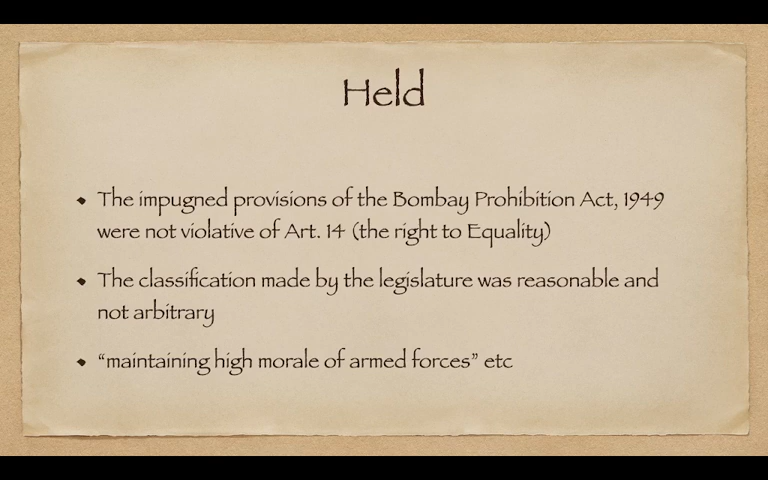 Held
• The impugned provisions of the Bombay Prohibition Act, 1949
were not violative of Art. 14 (the right to Equality)
• The classification made by the legislature was reasonable and
not arbitrary
• “maintaining high morale of armed forces” etc